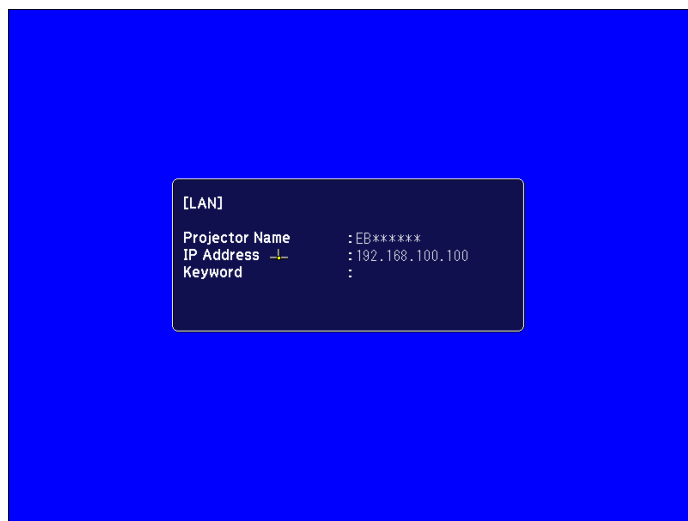 [LAN]
Projector Name :EB******
IP Address :192.168.100.100
Keyword :